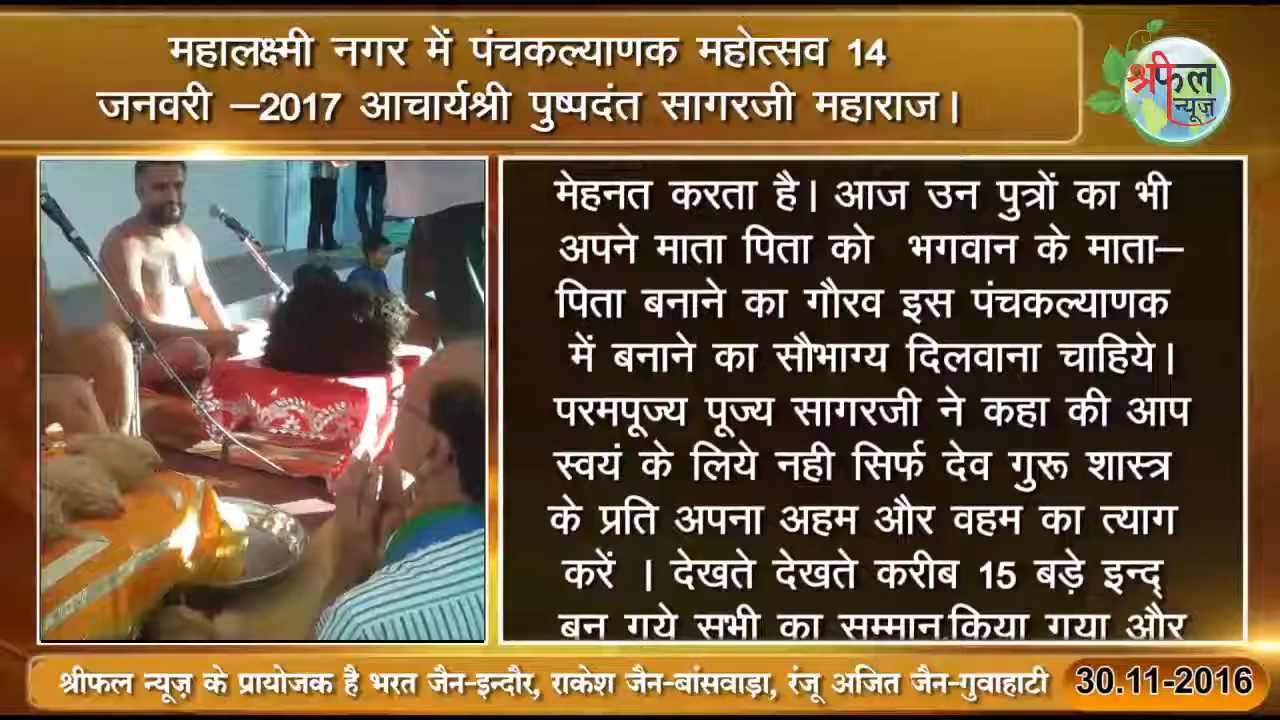 महालक्ष्मी नगर में पंचकल्याणक महोत्सव 14
जनवरी –2017 आचार्यश्री पुष्पदंत सागरजी महाराज।
श्रीफल
न्यूज़
मेहनत करता है। आज उन पुत्रों का भी
अपने माता पिता को भगवान के माता–
पिता बनाने का गौरव इस पंचकल्याणक
में बनाने का सौभाग्य दिलवाना चाहिये।
परमपूज्य पूज्य सागरजी ने कहा की आप
स्वयं के लिये नही सिर्फ देव गुरू शास्त्र
के प्रति अपना अहम और वहम का त्याग
करें । देखते देखते करीब 15 बड़े इन्द्
बन गये सभी का सम्मान किया गया और
श्रीफल न्यूज़ के प्रायोजक है भरत जैन-इन्दौर, राकेश जैन-बांसवाड़ा, रंजू अजित जैन-गुवाहाटी
30.11-2016